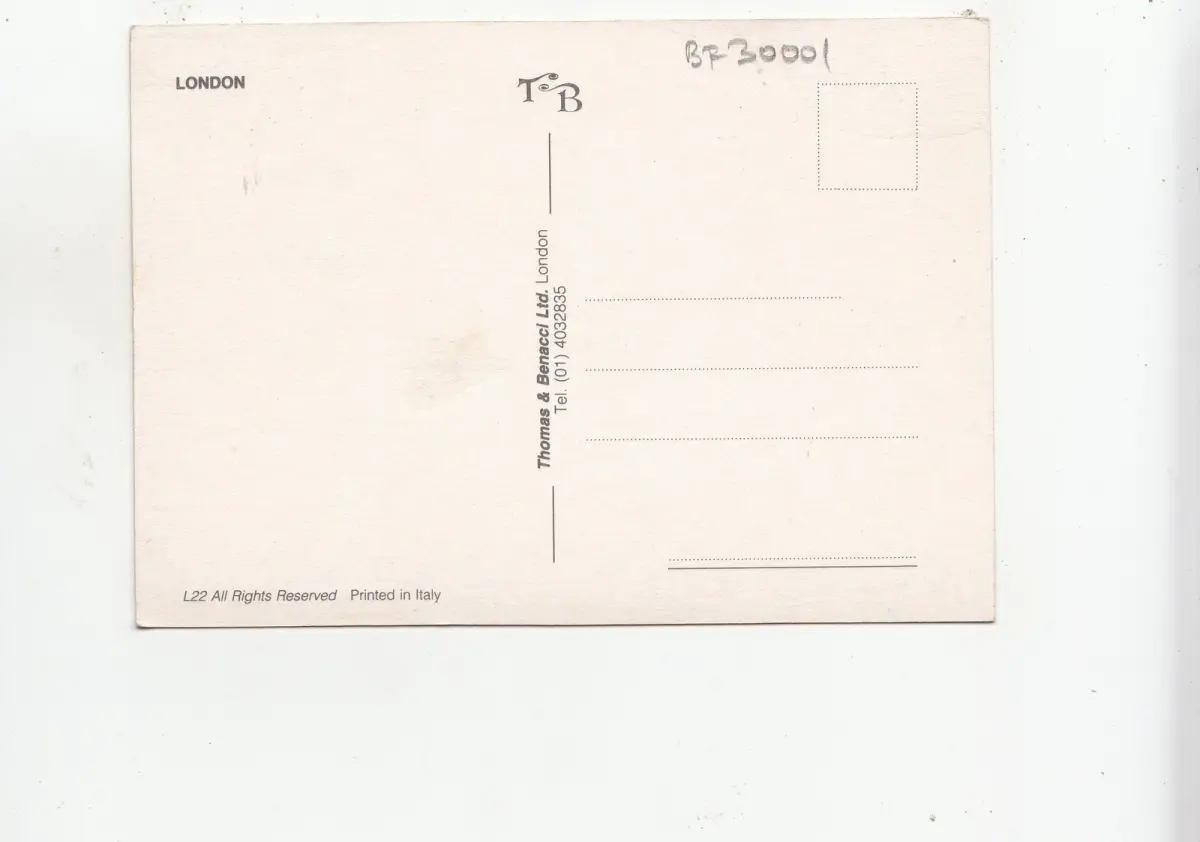 BF30001
LONDON
TB
Thomas & Benacci Ltd. London
Tel. (01) 4032835
L22 All Rights Reserved Printed in Italy